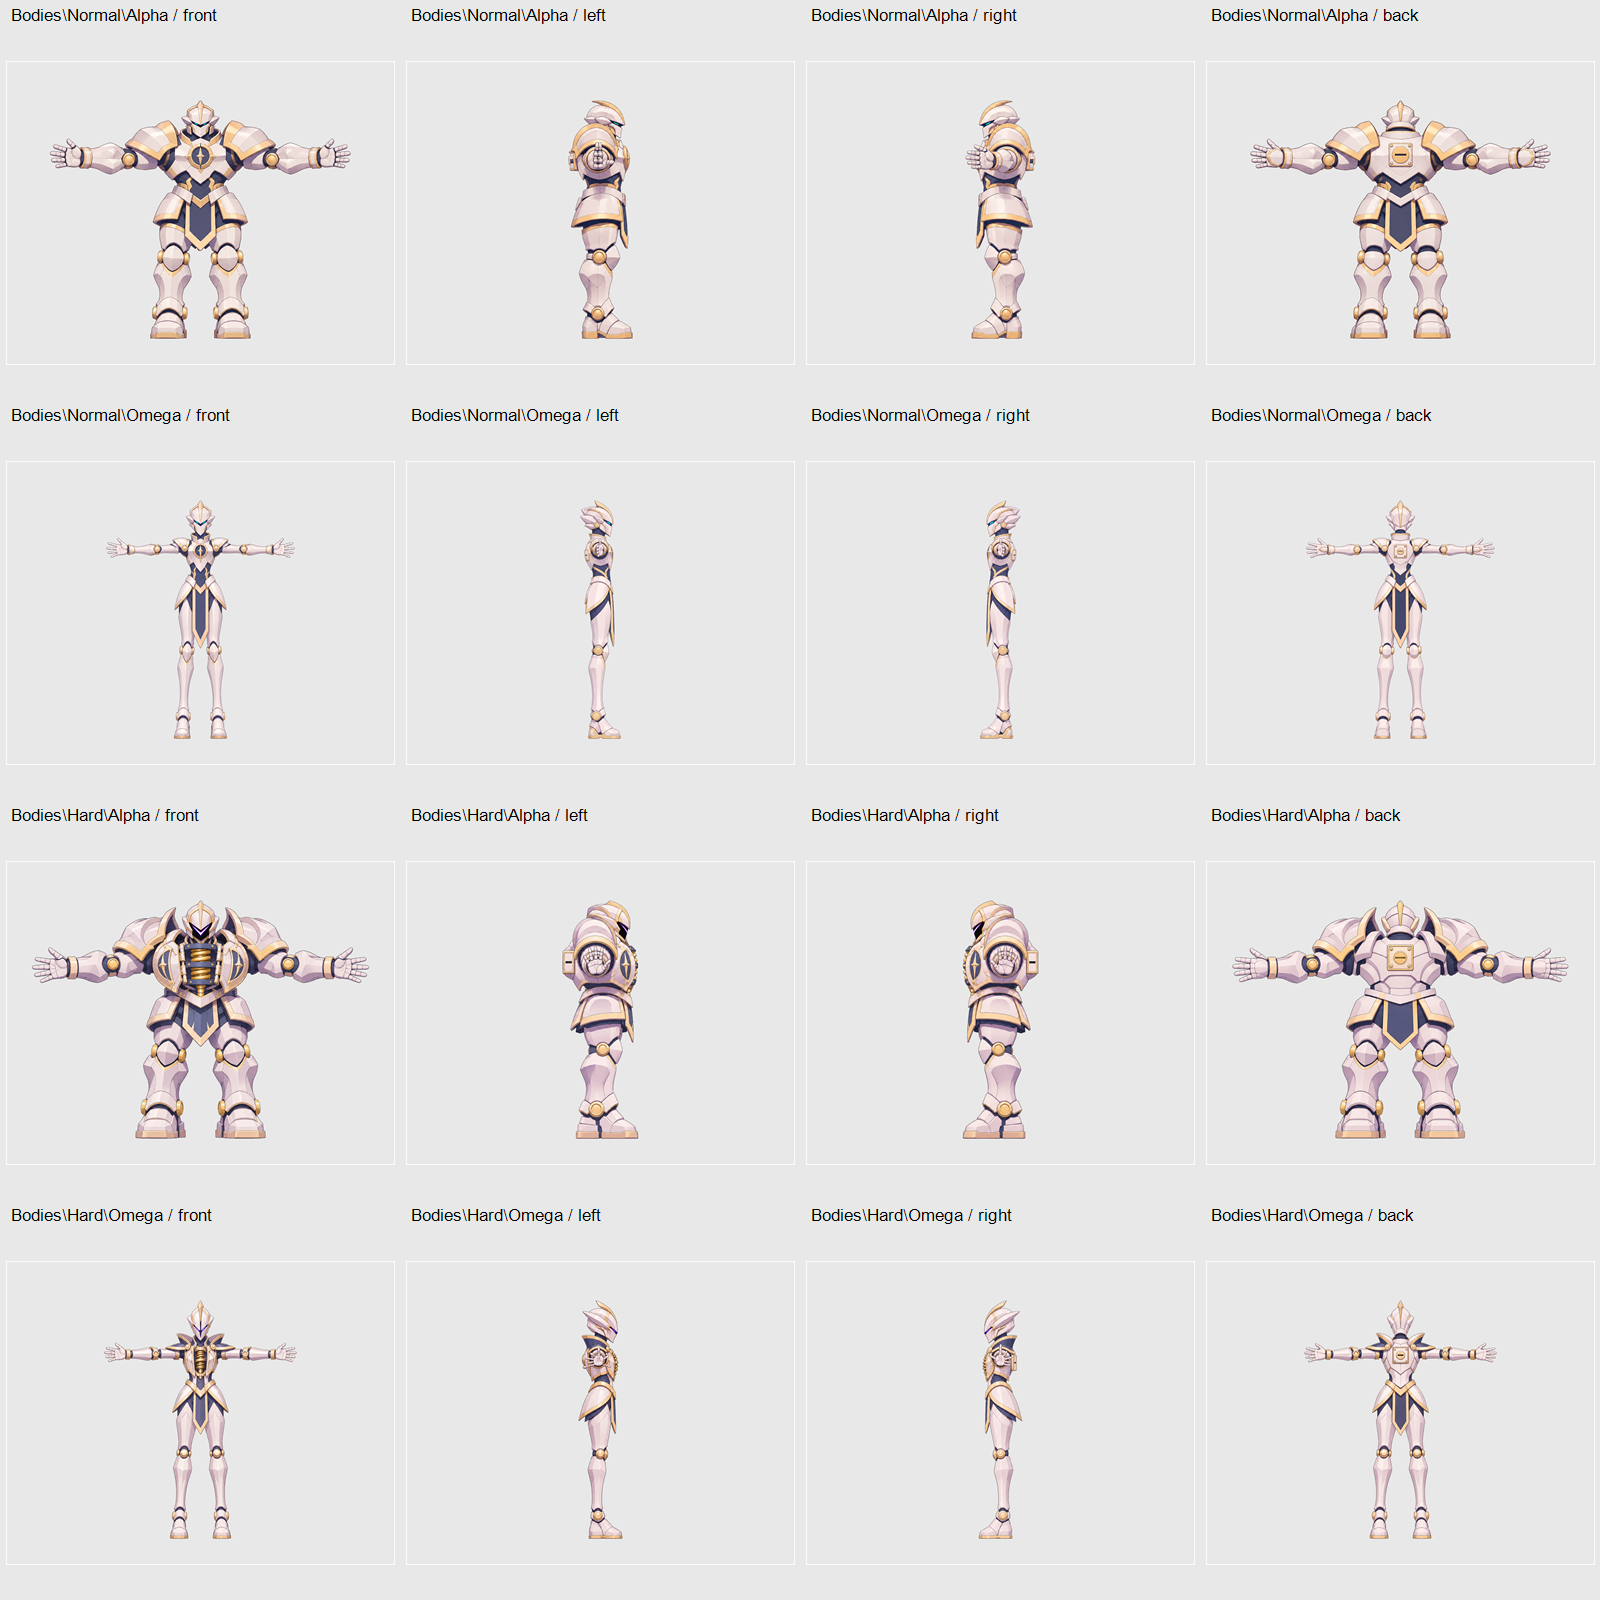 Bodies\Normal\Alpha / front
Bodies\Normal\Alpha / left
Bodies\Normal\Alpha / right
Bodies\Normal\Alpha / back
Bodies\Normal\Omega / front
Bodies\Normal\Omega / left
Bodies\Normal\Omega / right
Bodies\Normal\Omega / back
Bodies\Hard\Alpha / front
Bodies\Hard\Alpha / left
Bodies\Hard\Alpha / right
Bodies\Hard\Alpha / back
Bodies\Hard\Omega / front
Bodies\Hard\Omega / left
Bodies\Hard\Omega / right
Bodies\Hard\Omega / back